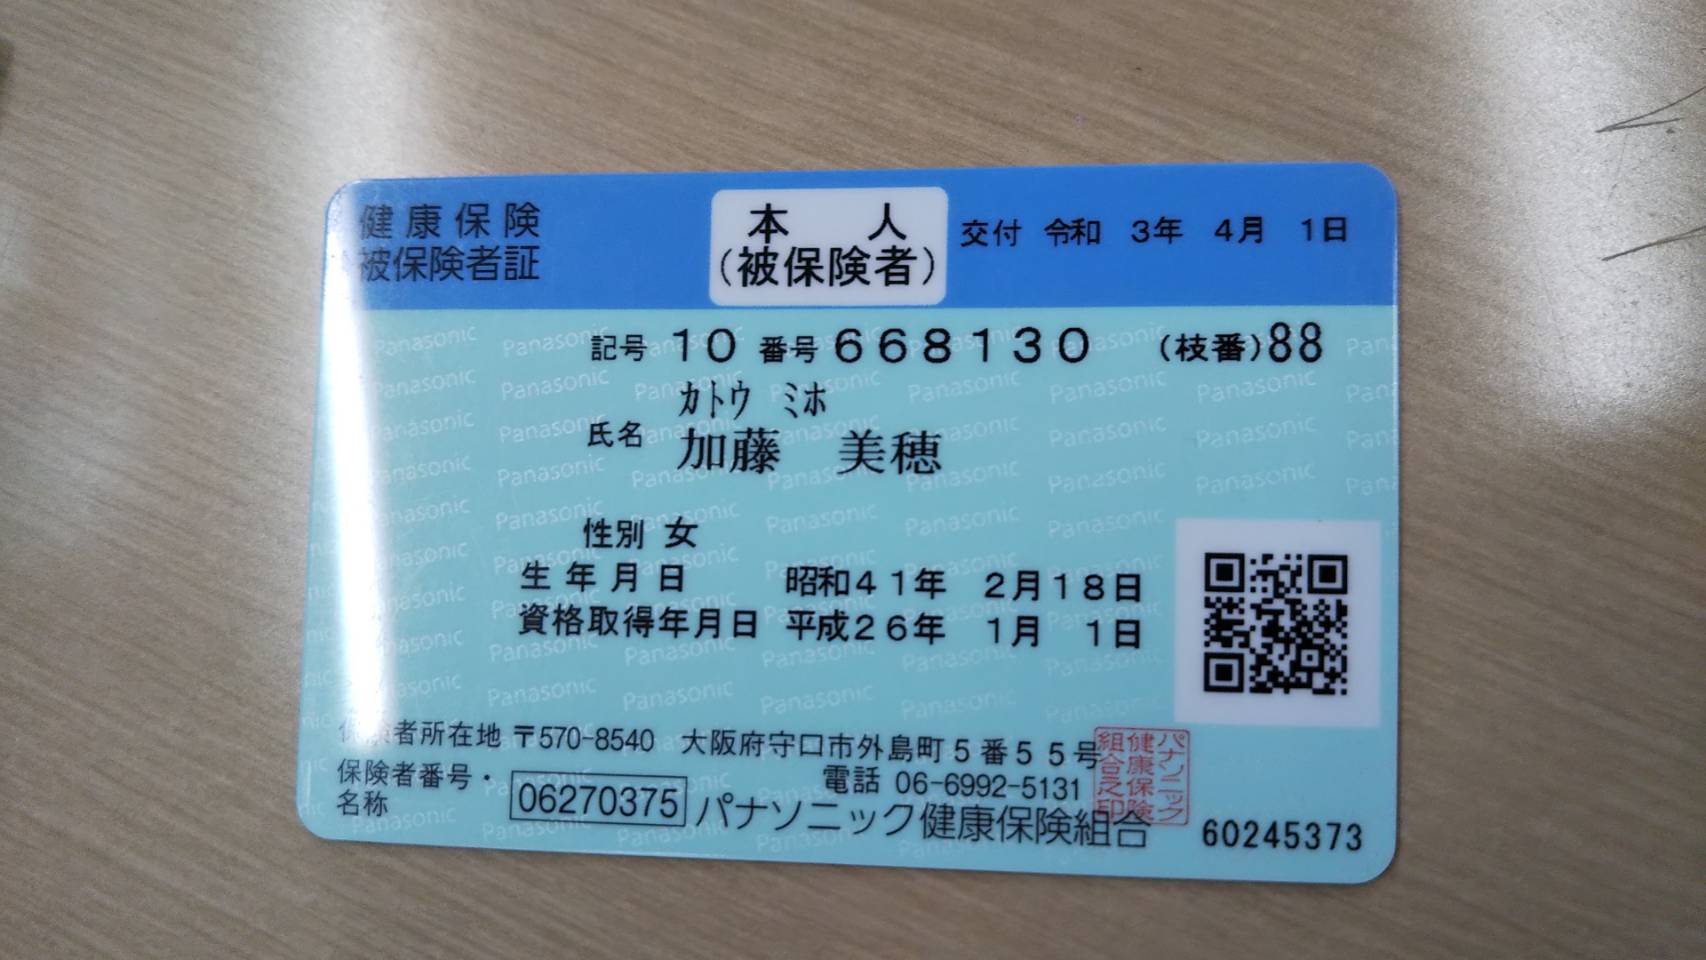 健康保険
被保険者証
本人
(被保険者)
交付 令和 3年 4月 1日
記号 10 番号 668130 (枝番)88
カトウ ミホ
氏名 加藤 美穂
性別 女
生年月日 昭和41年 2月18日
資格取得年月日 平成26年 1月 1日
保険者所在地 〒570-8540 大阪府守口市外島町5番55号
電話 06-6992-5131
保険者番号・
名称
06270375 パナソニック健康保険組合
パナソニック
健康保険
組合之印
60245373
Panasonic